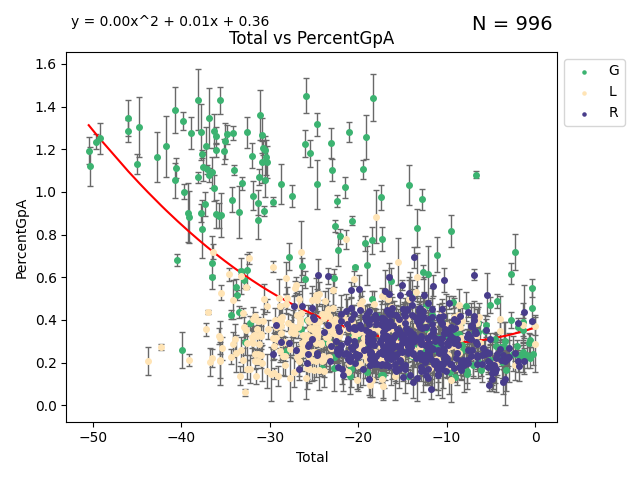 y = 0.00x^2 + 0.01x + 0.36
N = 996
Total vs PercentGpA
G
L
R
PercentGpA
1.6
1.4
1.2
1.0
0.8
0.6
0.4
0.2
0.0
−50
−40
−30
−20
−10
0
Total